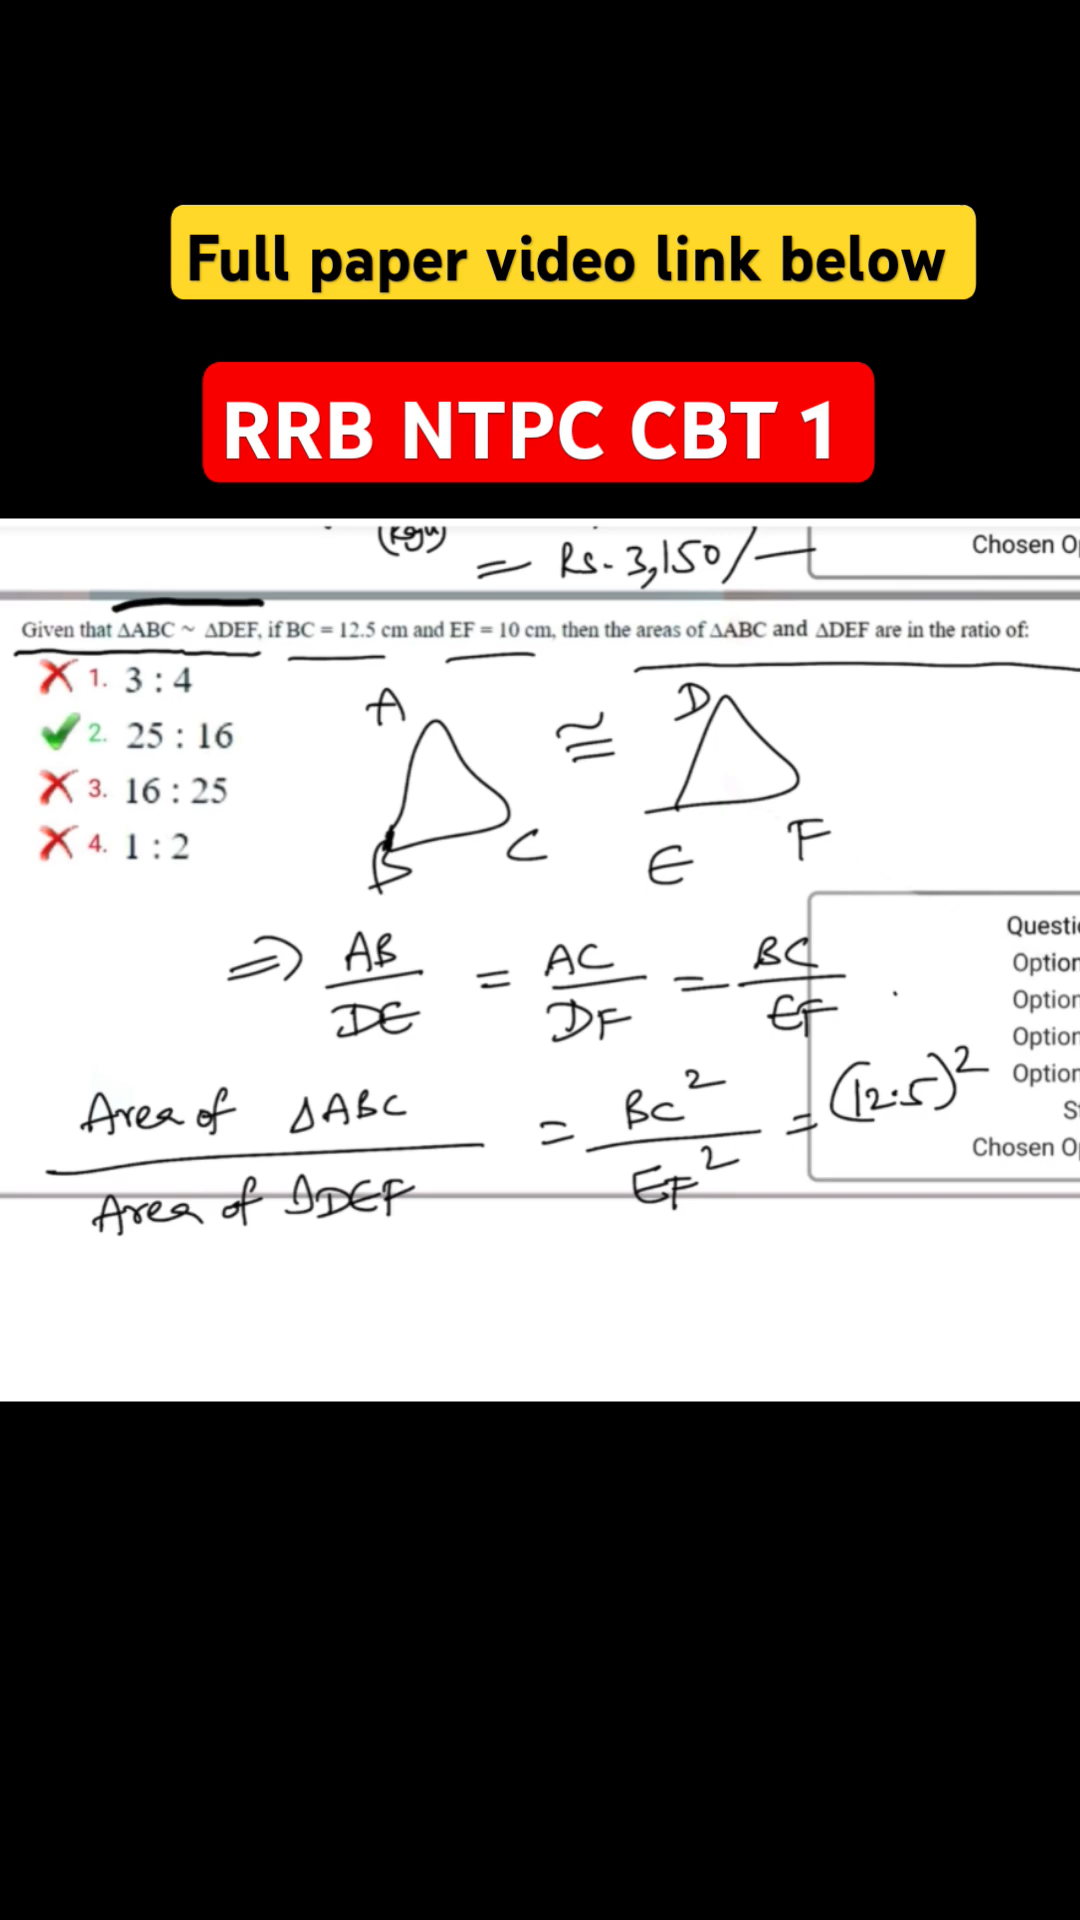 Full paper video link below
RRB NTPC CBT 1
= Rs. 3,150/-
Chosen O
Given that ΔABC ~ ΔDEF, if BC = 12.5 cm and EF = 10 cm, then the areas of ΔABC and ΔDEF are in the ratio of:
1. 3 : 4
2. 25 : 16
3. 16 : 25
4. 1 : 2
A ≅ D
B C E F
Questi
Option
Option
Option
Option
S
Chosen O
⇒ AB/DE = AC/DF = BC/EF
Area of ΔABC / Area of ΔDEF = BC²/EF² = (12.5)²